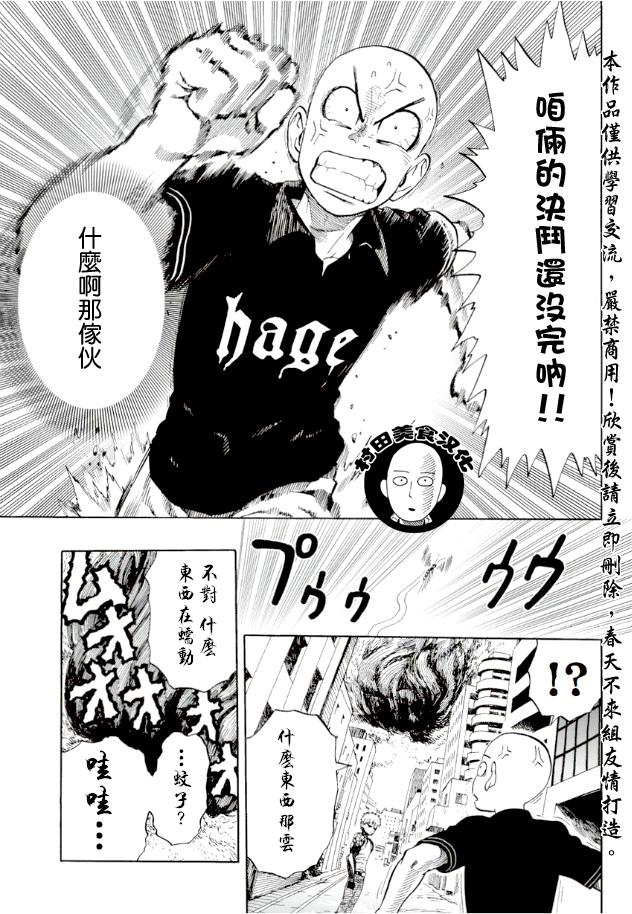 咱倆的決鬥還沒完吶!!
什麼啊那傢伙
hage
村田美食汉化
プゥゥ
ウウ
!?
什麼東西那雲
不對 什麼
東西在蠕動
ムオオオオオ
…蚊子?
哇
哇…
本作品僅供學習交流，嚴禁商用！欣賞後請立即刪除，春天不來組友情打造。